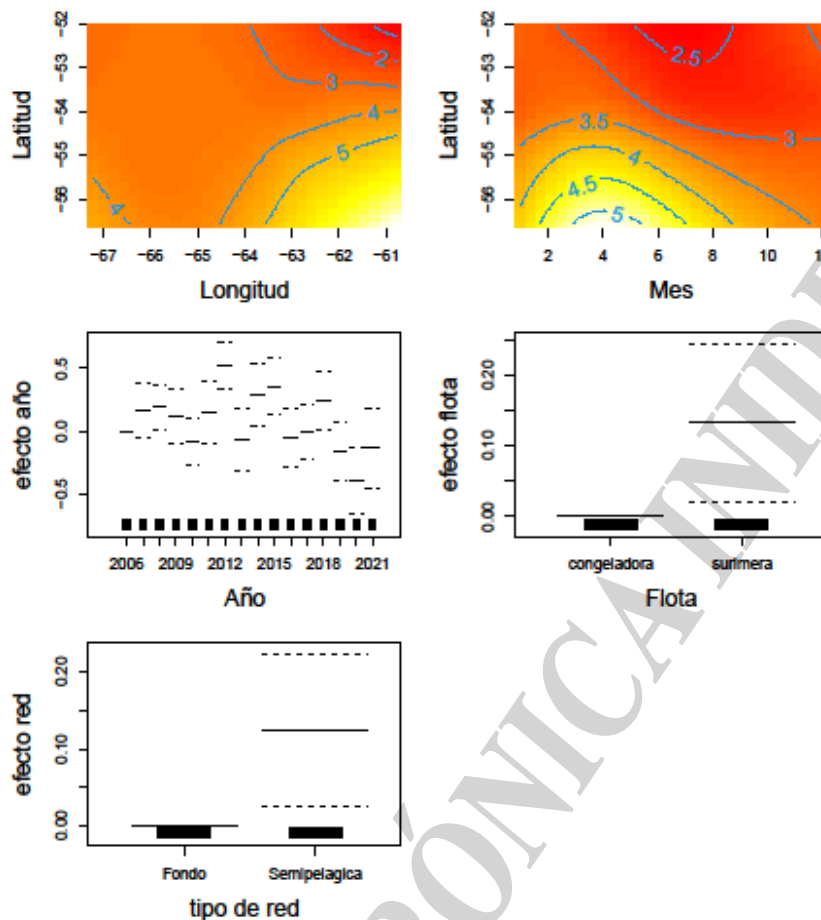 Latitud
-52
-53
-54
-55
-56
2
3
4
5
4
-67 -66 -65 -64 -63 -62 -61
Longitud
Latitud
-52
-53
-54
-55
-56
2.5
3
3.5
4
4.5
5
2 4 6 8 10
Mes
efecto año
0.5
0.0
-0.5
2006 2009 2012 2015 2018 2021
Año
efecto flota
0.20
0.10
0.00
congeladora surimera
Flota
efecto red
0.20
0.10
0.00
Fondo Semipelagica
tipo de red
RÓNICA INIDE